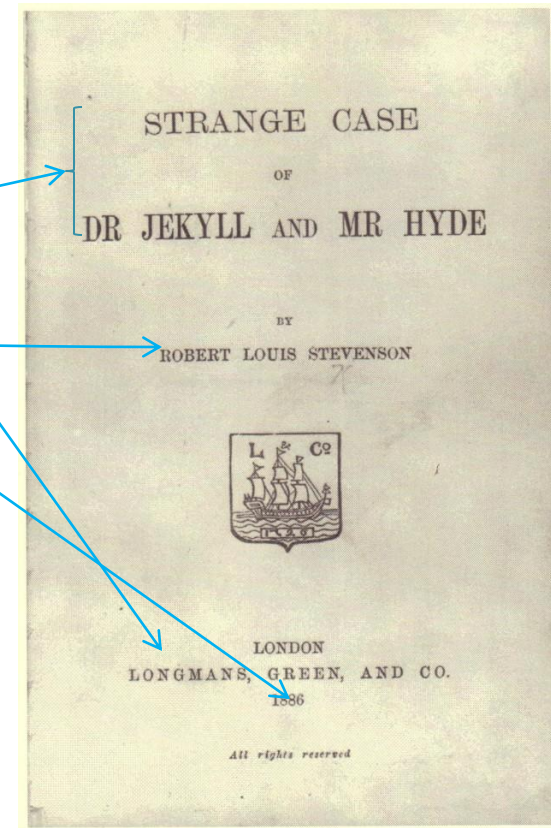 STRANGE CASE
OF
DR JEKYLL AND MR HYDE
BY
ROBERT LOUIS STEVENSON
L & Co
LONDON
LONGMANS, GREEN, AND CO.
1886
All rights reserved